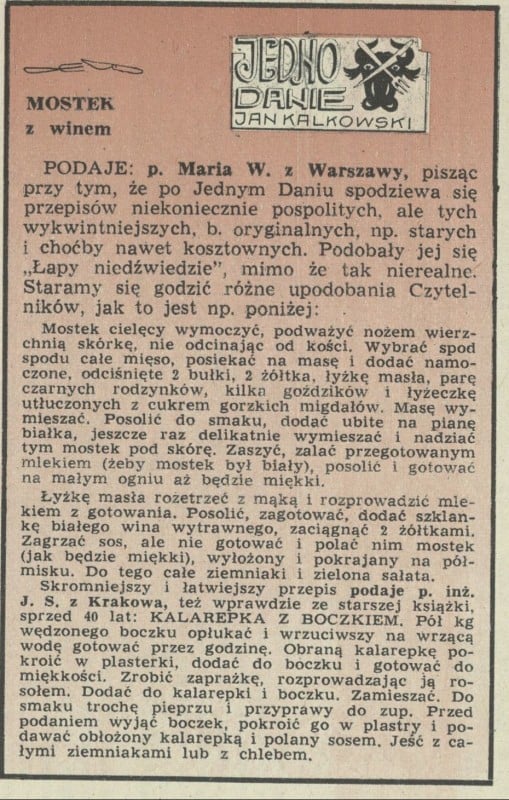 JEDNO
DANIE
JAN KALKOWSKI
MOSTEK
z winem
PODAJE: p. Maria W. z Warszawy, pisząc
przy tym, że po Jednym Daniu spodziewa się
przepisów niekoniecznie pospolitych, ale tych
wykwintniejszych, b. oryginalnych, np. starych
i choćby nawet kosztownych. Podobały jej się
„Łapy niedźwiedzie”, mimo że tak nierealne.
Staramy się godzić różne upodobania Czytel-
ników, jak to jest np. poniżej:
Mostek cielęcy wymoczyć, podważyć nożem wierz-
chnią skórkę, nie odcinając od kości. Wybrać spod
spodu całe mięso, posiekać na masę i dodać namo-
czone, odciśnięte 2 bułki, 2 żółtka, łyżkę masła, parę
czarnych rodzynków, kilka goździków i łyżeczkę
utłuczonych z cukrem gorzkich migdałów. Masę wy-
mieszać. Posolić do smaku, dodać ubite na pianę
białka, jeszcze raz delikatnie wymieszać i nadziać
tym mostek pod skórę. Zaszyć, zalać przegotowanym
mlekiem (żeby mostek był biały), posolić i gotować
na małym ogniu aż będzie miękki.
Łyżkę masła rozetrzeć z mąką i rozprowadzić mle-
kiem z gotowania. Posolić, zagotować, dodać szklan-
kę białego wina wytrawnego, zaciągnąć 2 żółtkami.
Zagrzać sos, ale nie gotować i polać nim mostek
(jak będzie miękki), wyłożony i pokrajany na pół-
misku. Do tego całe ziemniaki i zielona sałata.
Skromniejszy i łatwiejszy przepis podaje p. inż.
J. S. z Krakowa, też wprawdzie ze starszej książki,
sprzed 40 lat: KALAREPKA Z BOCZKIEM. Pół kg
wędzonego boczku opłukać i wrzuciwszy na wrzącą
wodę gotować przez godzinę. Obraną kalarepkę po-
kroić w plasterki, dodać do boczku i gotować do
miękkości. Zrobić zaprażkę, rozprowadzając ją ro-
sołem. Dodać do kalarepki i boczku. Zamieszać. Do
smaku trochę pieprzu i przyprawy do zup. Przed
podaniem wyjąć boczek, pokroić go w plastry i po-
dawać obłożony kalarepką i polany sosem. Jeść z ca-
łymi ziemniakami lub z chlebem.